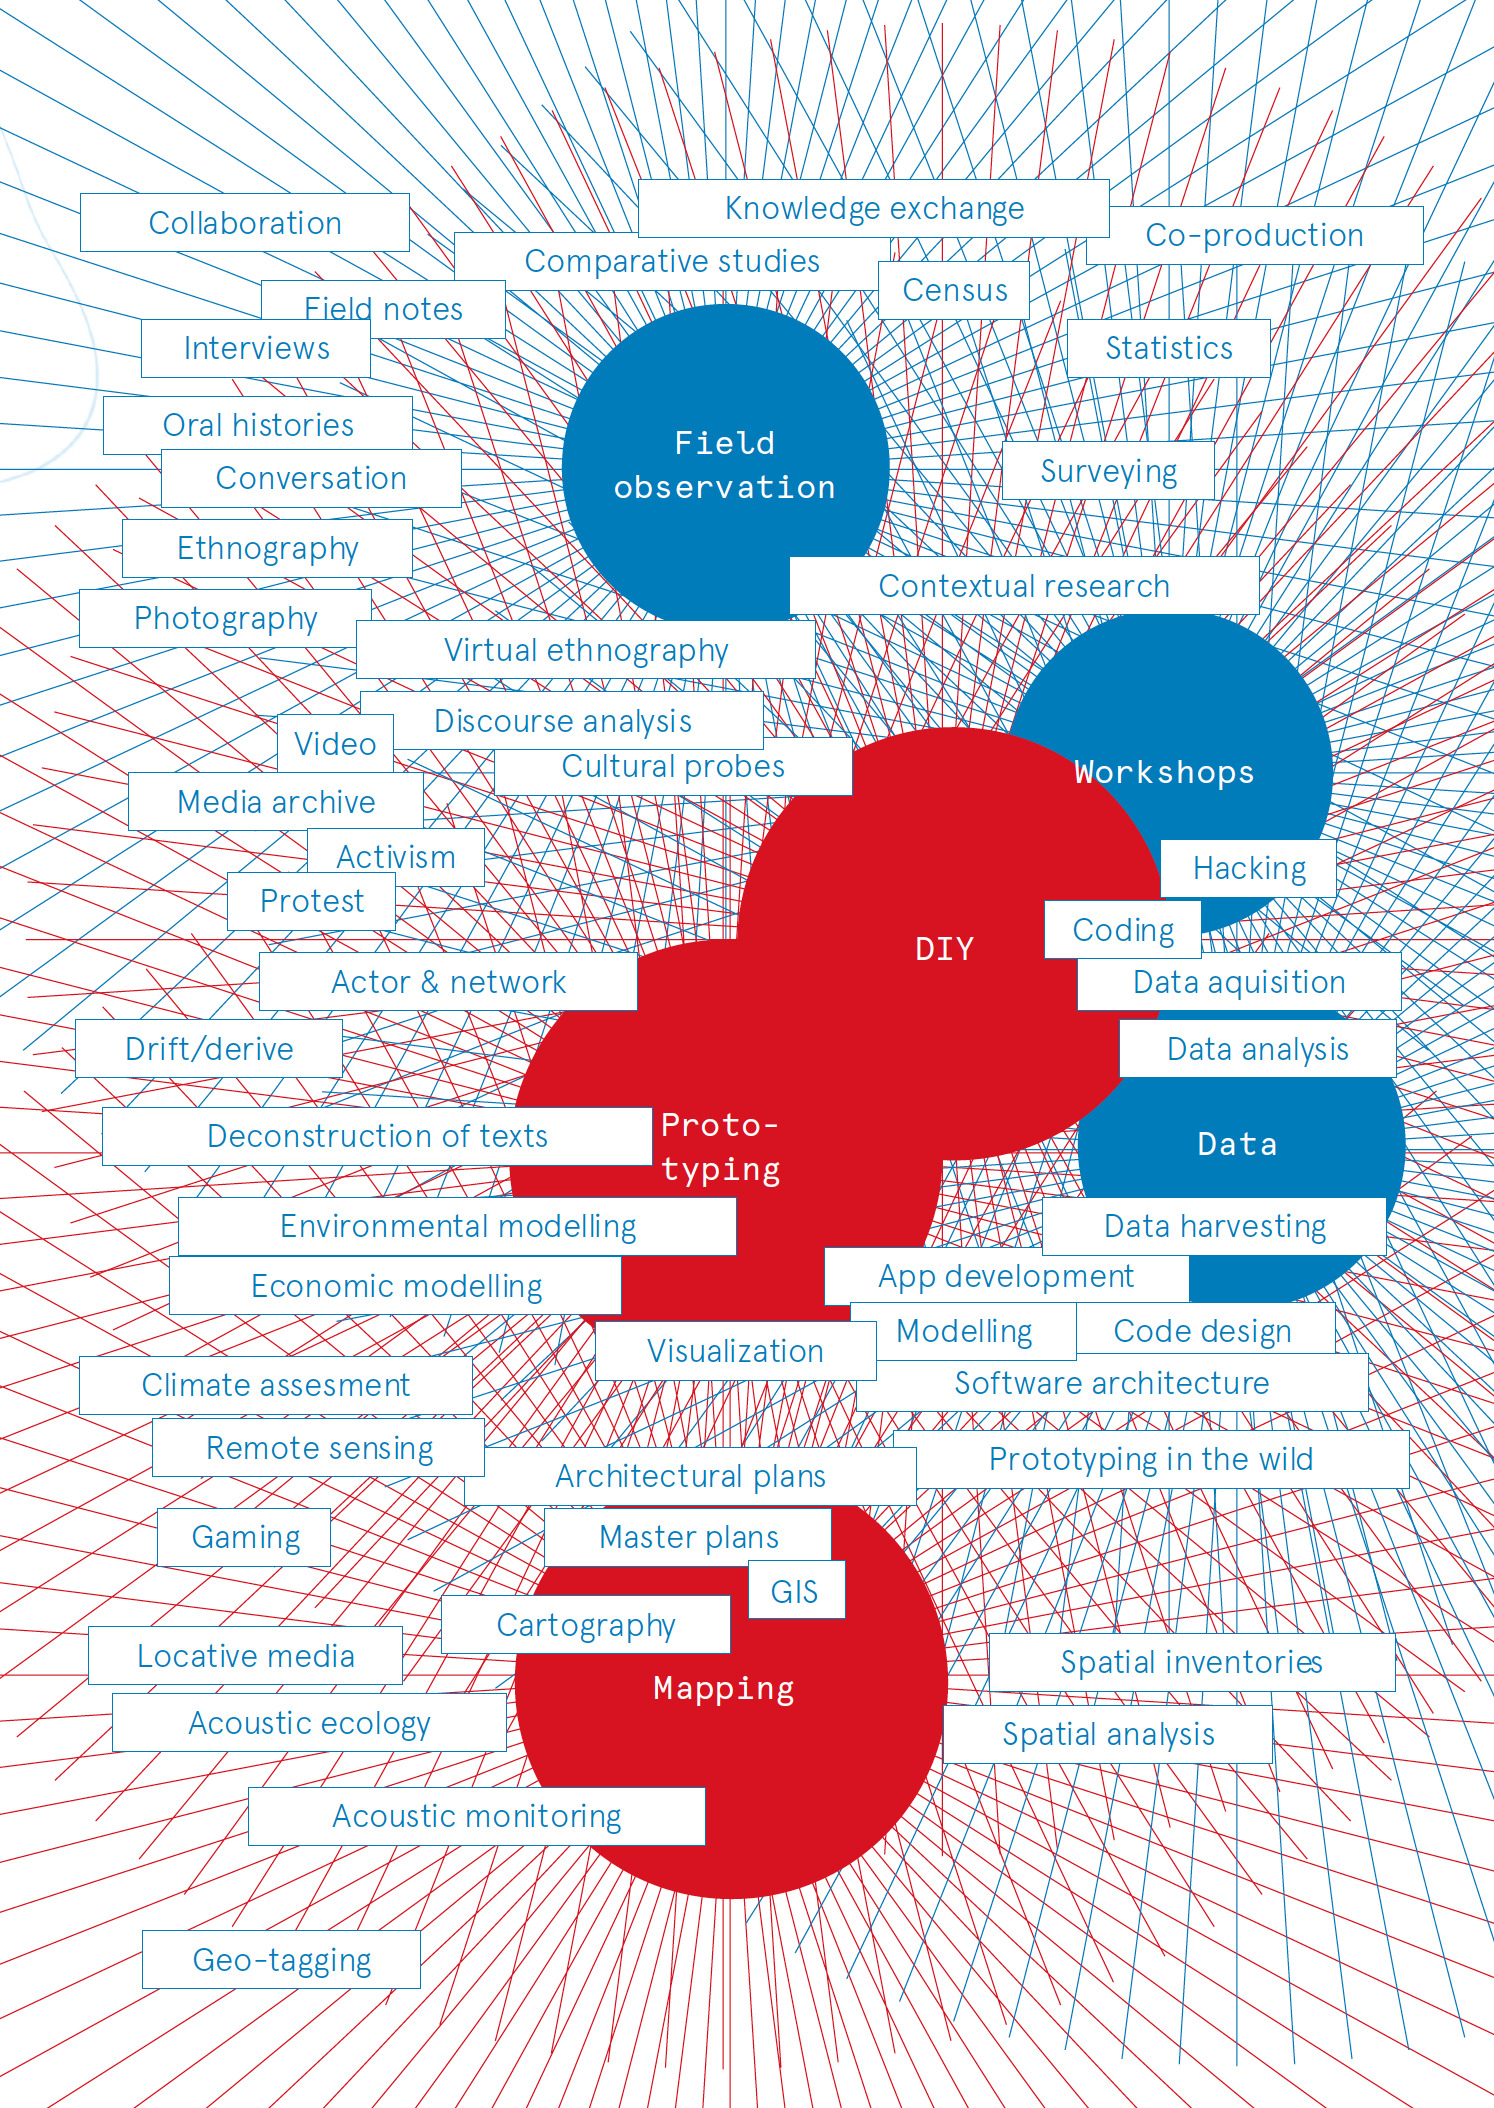 Knowledge exchange
Collaboration
Co-production
Comparative studies
Census
Field notes
Interviews
Statistics
Oral histories
Field
observation
Surveying
Conversation
Ethnography
Contextual research
Photography
Virtual ethnography
Discourse analysis
Video
Cultural probes
Workshops
Media archive
Activism
Hacking
Protest
Coding
DIY
Actor & network
Data aquisition
Drift/derive
Data analysis
Deconstruction of texts
Proto-
typing
Data
Environmental modelling
Data harvesting
Economic modelling
App development
Modelling
Code design
Visualization
Climate assesment
Software architecture
Remote sensing
Prototyping in the wild
Architectural plans
Gaming
Master plans
GIS
Cartography
Locative media
Spatial inventories
Mapping
Acoustic ecology
Spatial analysis
Acoustic monitoring
Geo-tagging